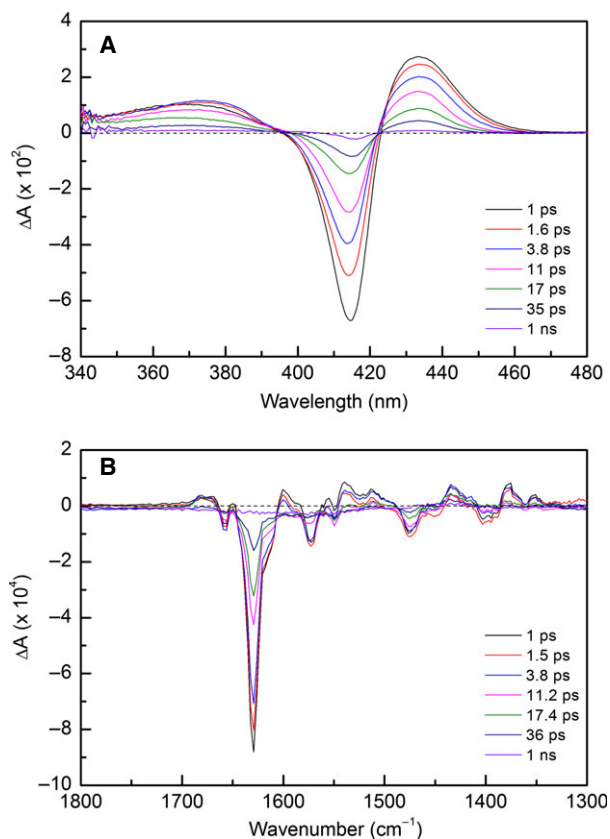 A
ΔA (x 10²)
4
2
0
−2
−4
−6
−8
1 ps
1.6 ps
3.8 ps
11 ps
17 ps
35 ps
1 ns
340 360 380 400 420 440 460 480
Wavelength (nm)
B
ΔA (x 10⁴)
2
0
−2
−4
−6
−8
−10
1 ps
1.5 ps
3.8 ps
11.2 ps
17.4 ps
36 ps
1 ns
1800 1700 1600 1500 1400 1300
Wavenumber (cm⁻¹)